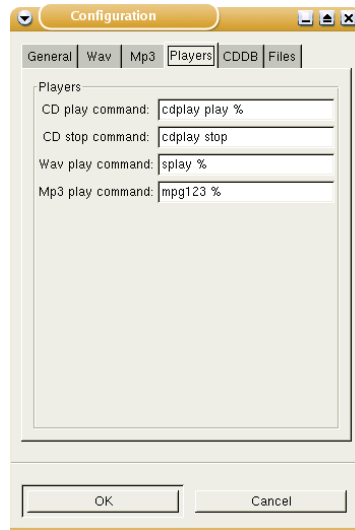 Configuration
General Wav Mp3 Players CDDB Files
Players
CD play command: cdplay play %
CD stop command: cdplay stop
Wav play command: splay %
Mp3 play command: mpg123 %
OK Cancel